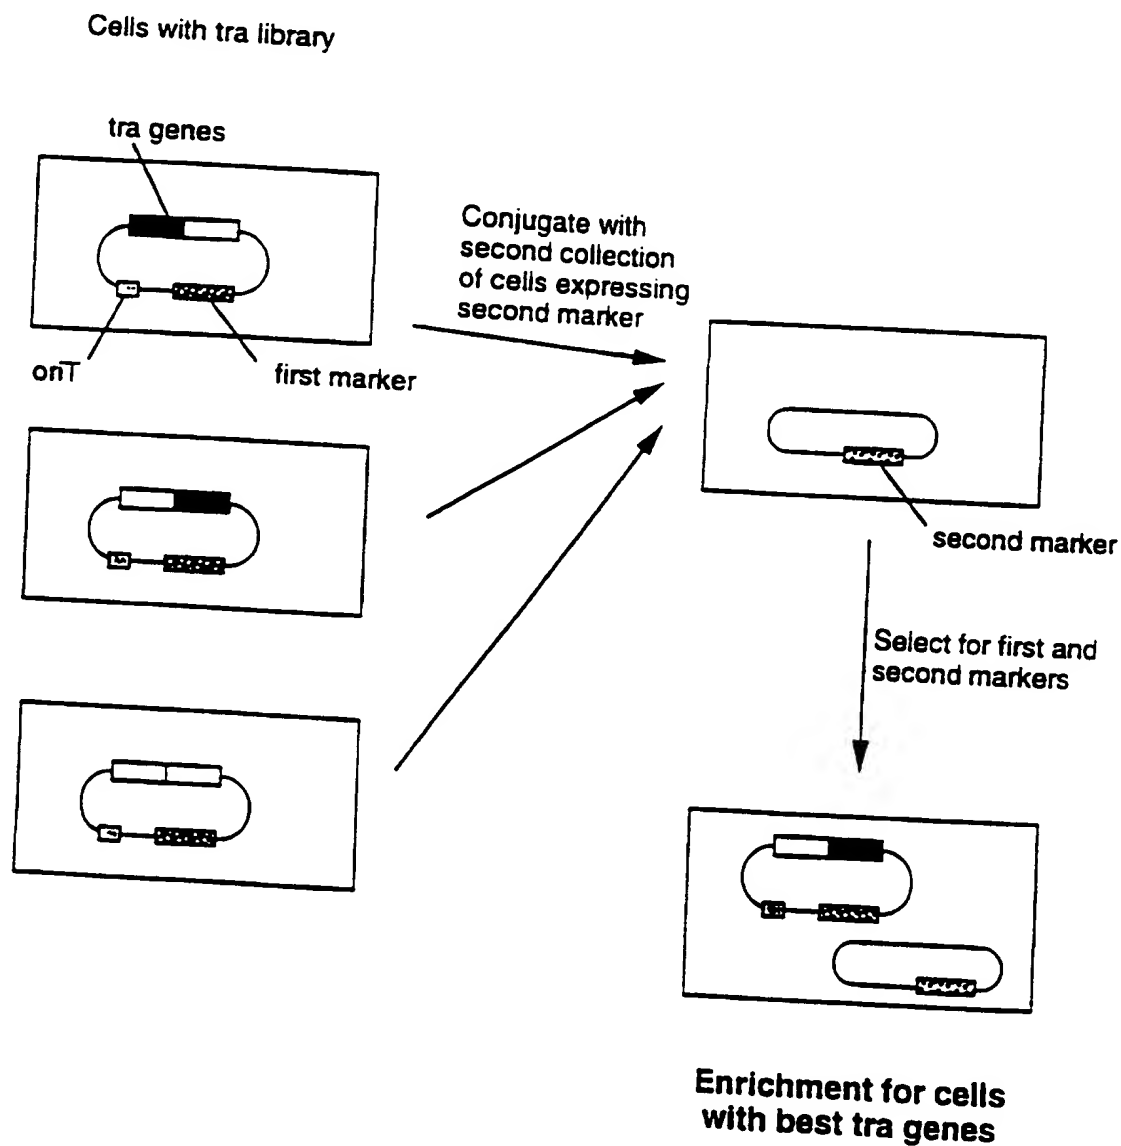 Cells with tra library
tra genes
Conjugate with
second collection
of cells expressing
second marker
oriT
first marker
second marker
Select for first and
second markers
Enrichment for cells
with best tra genes